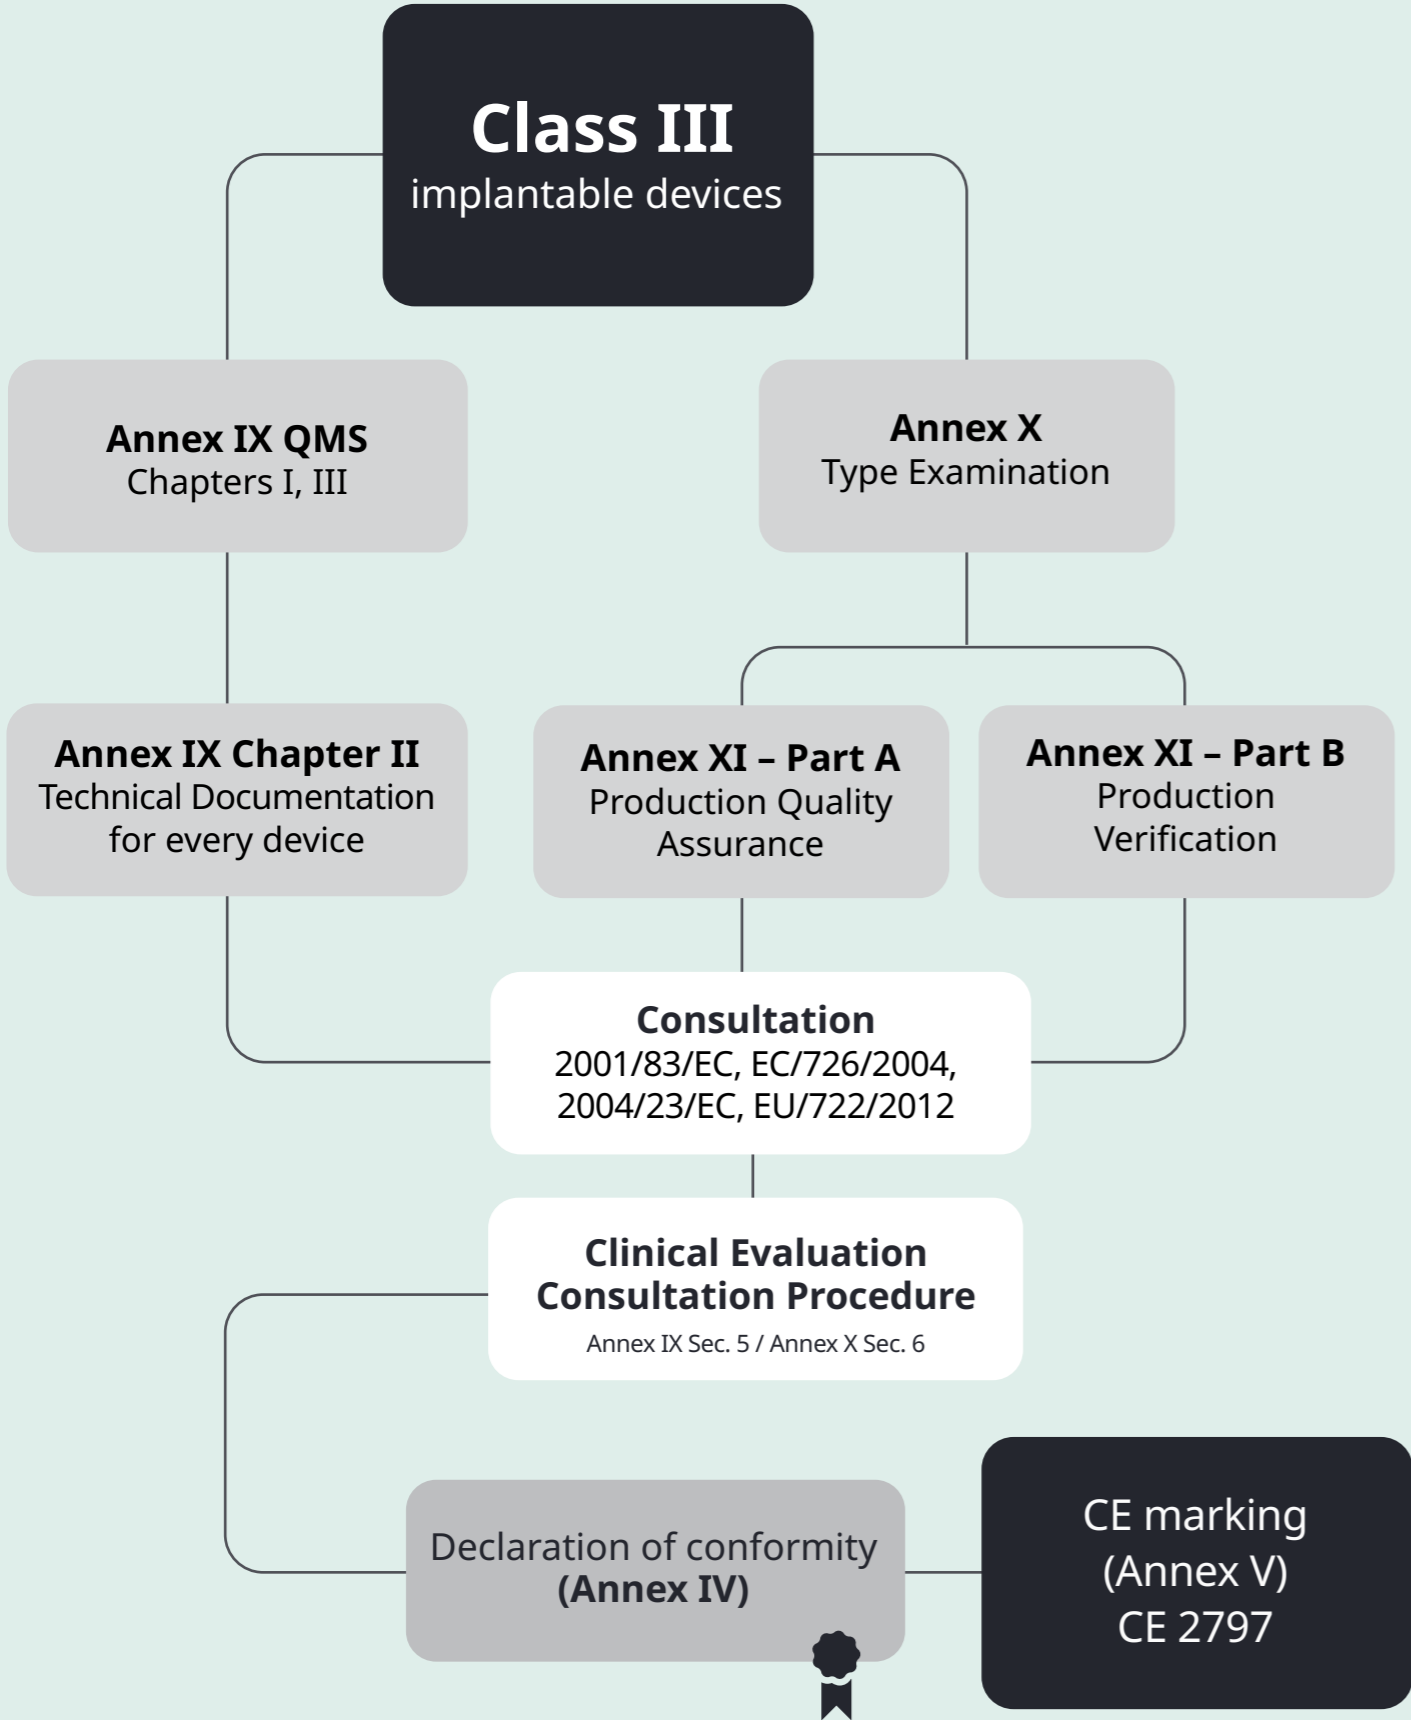 Class III
implantable devices
Annex IX QMS
Chapters I, III
Annex X
Type Examination
Annex IX Chapter II
Technical Documentation
for every device
Annex XI – Part A
Production Quality
Assurance
Annex XI – Part B
Production
Verification
Consultation
2001/83/EC, EC/726/2004,
2004/23/EC, EU/722/2012
Clinical Evaluation
Consultation Procedure
Annex IX Sec. 5 / Annex X Sec. 6
Declaration of conformity
(Annex IV)
CE marking
(Annex V)
CE 2797